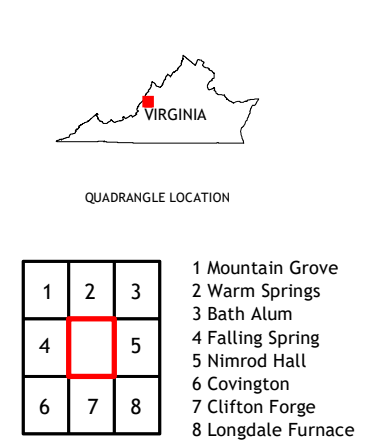 VIRGINIA
QUADRANGLE LOCATION
1 2 3
4 5
6 7 8
1 Mountain Grove
2 Warm Springs
3 Bath Alum
4 Falling Spring
5 Nimrod Hall
6 Covington
7 Clifton Forge
8 Longdale Furnace